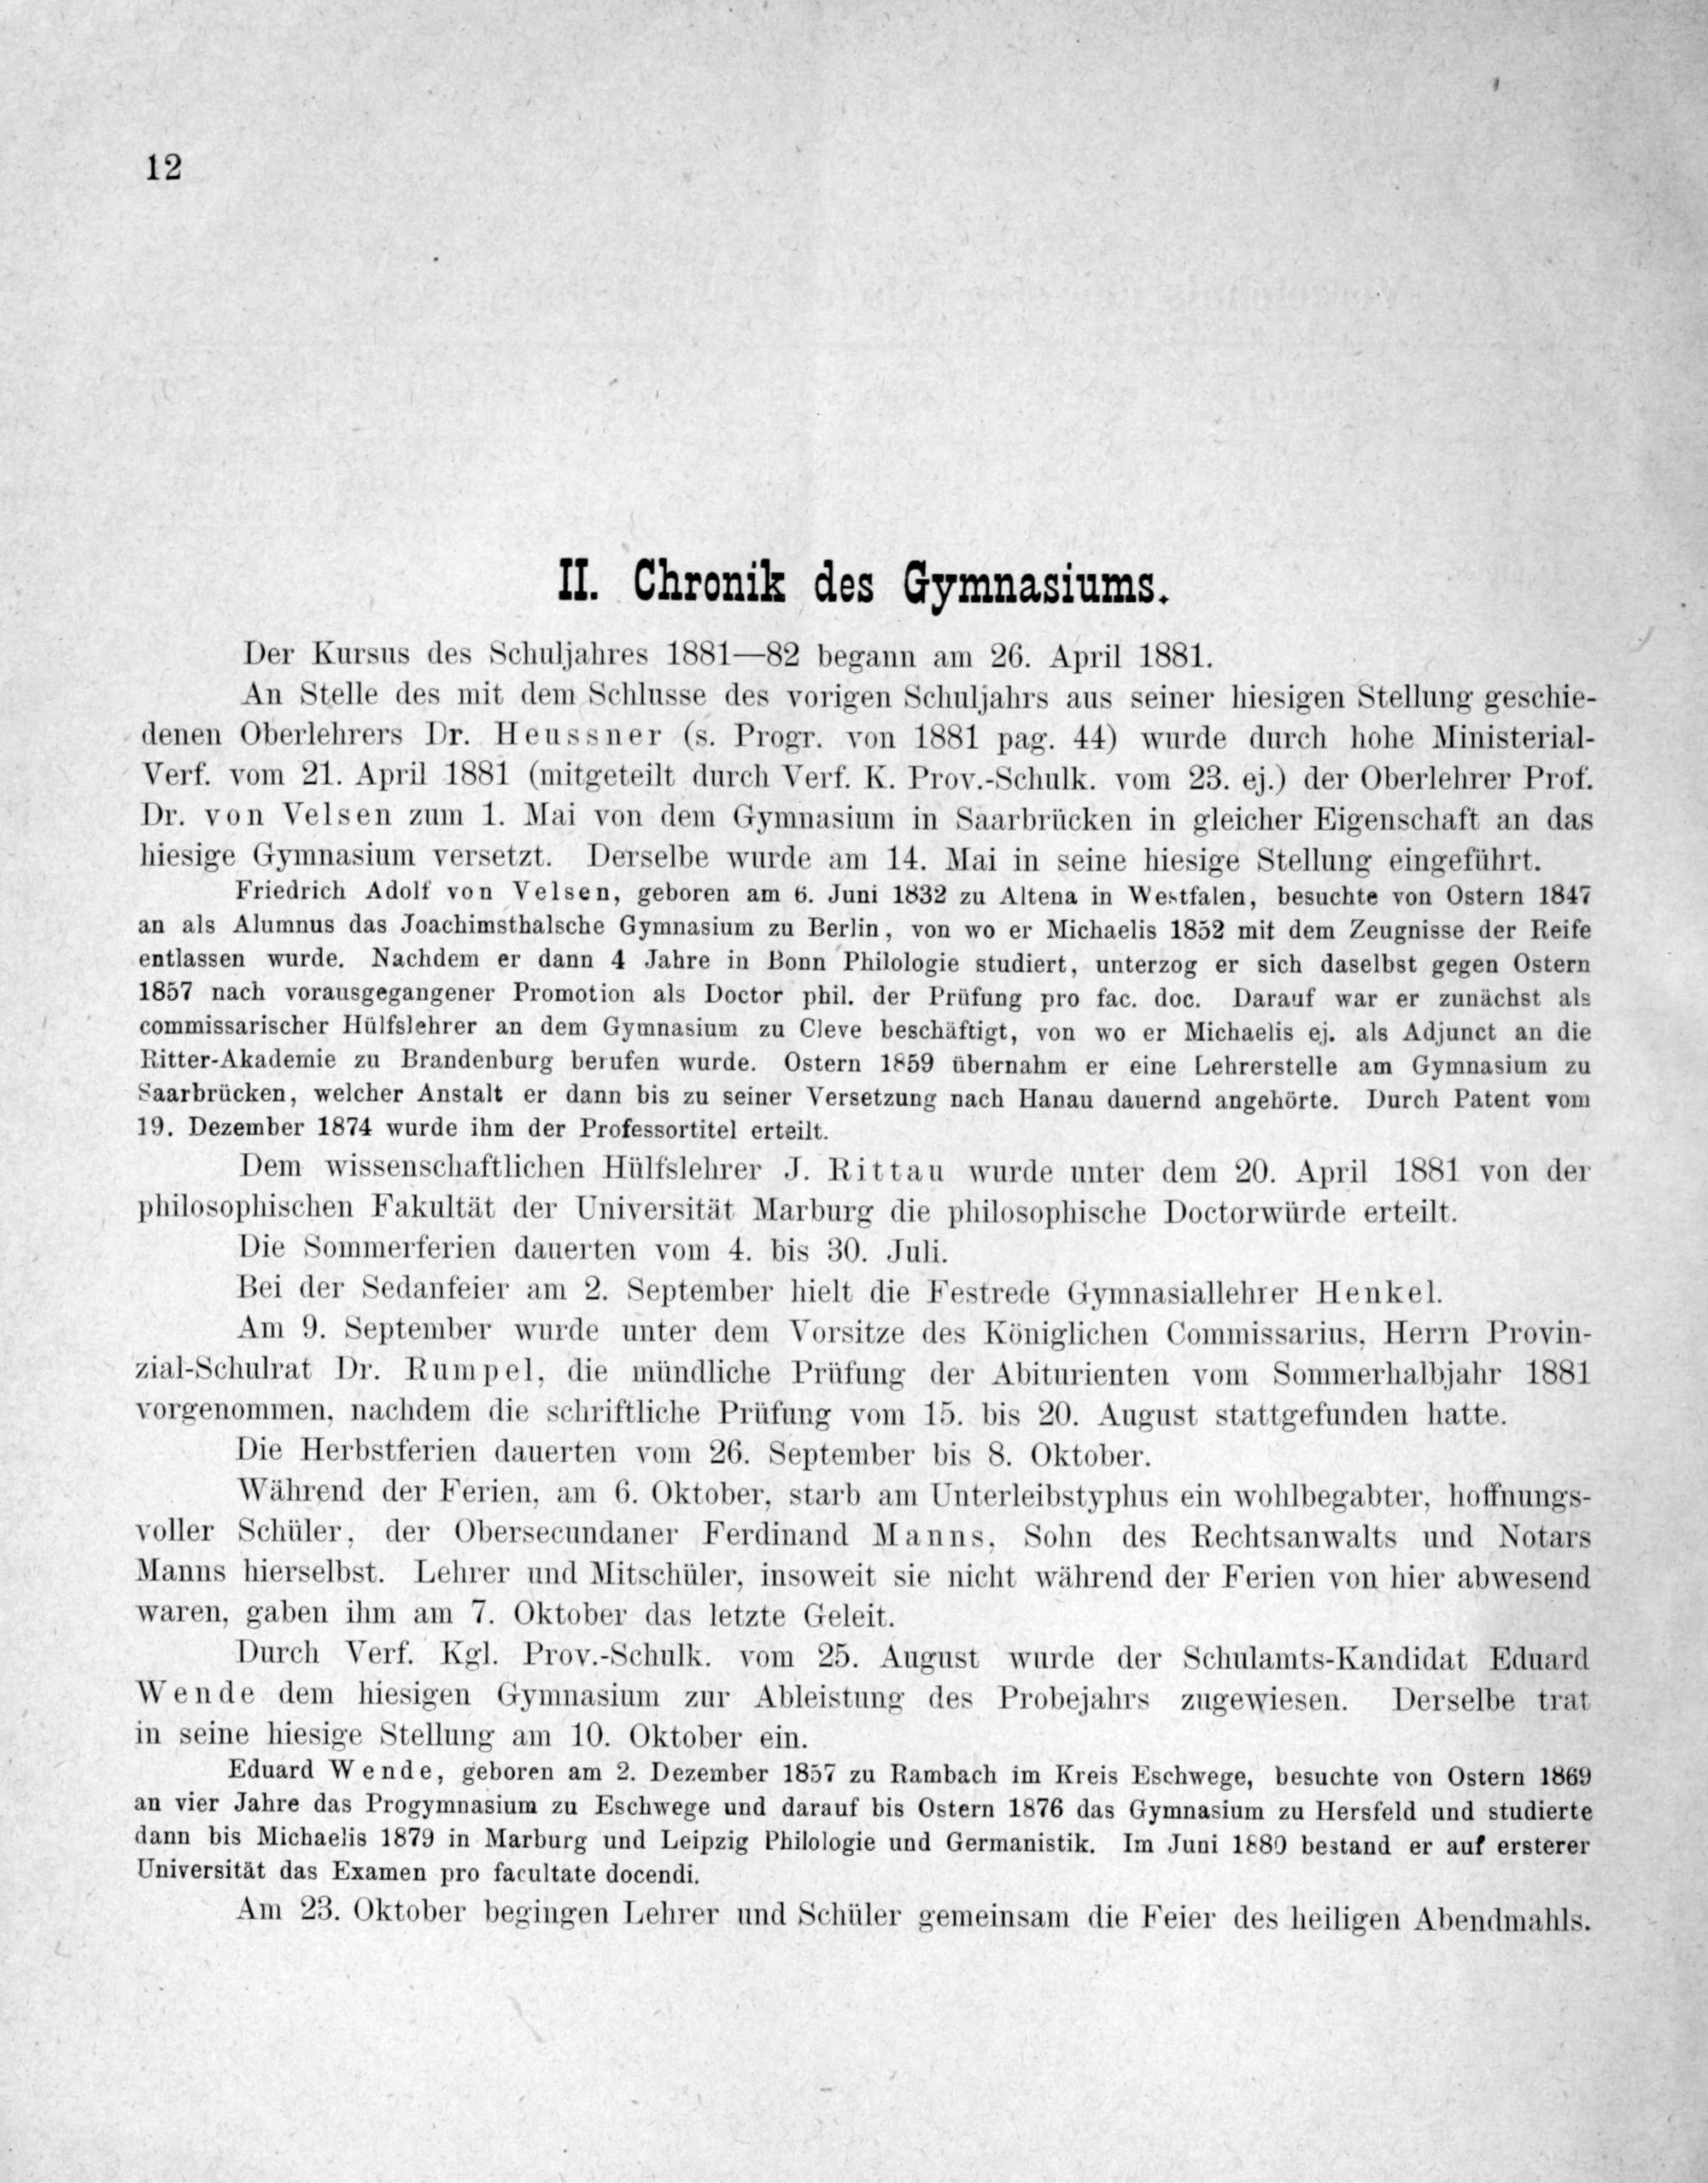 12
II. Chronik des Gymnasiums.
Der Kursus des Schuljahres 1881—82 begann am 26. April 1881.
An Stelle des mit dem Schlusse des vorigen Schuljahrs aus seiner hiesigen Stellung geschie-
denen Oberlehrers Dr. Heussner (s. Progr. von 1881 pag. 44) wurde durch hohe Ministerial-
Verf. vom 21. April 1881 (mitgeteilt durch Verf. K. Prov.-Schulk. vom 23. ej.) der Oberlehrer Prof.
Dr. von Velsen zum 1. Mai von dem Gymnasium in Saarbrücken in gleicher Eigenschaft an das
hiesige Gymnasium versetzt. Derselbe wurde am 14. Mai in seine hiesige Stellung eingeführt.
Friedrich Adolf von Velsen, geboren am 6. Juni 1832 zu Altena in Westfalen, besuchte von Ostern 1847
an als Alumnus das Joachimsthalsche Gymnasium zu Berlin, von wo er Michaelis 1852 mit dem Zeugnisse der Reife
entlassen wurde. Nachdem er dann 4 Jahre in Bonn Philologie studiert, unterzog er sich daselbst gegen Ostern
1857 nach vorausgegangener Promotion als Doctor phil. der Prüfung pro fac. doc. Darauf war er zunächst als
commissarischer Hülfslehrer an dem Gymnasium zu Cleve beschäftigt, von wo er Michaelis ej. als Adjunct an die
Ritter-Akademie zu Brandenburg berufen wurde. Ostern 1859 übernahm er eine Lehrerstelle am Gymnasium zu
Saarbrücken, welcher Anstalt er dann bis zu seiner Versetzung nach Hanau dauernd angehörte. Durch Patent vom
19. Dezember 1874 wurde ihm der Professortitel erteilt.
Dem wissenschaftlichen Hülfslehrer J. Rittau wurde unter dem 20. April 1881 von der
philosophischen Fakultät der Universität Marburg die philosophische Doctorwürde erteilt.
Die Sommerferien dauerten vom 4. bis 30. Juli.
Bei der Sedanfeier am 2. September hielt die Festrede Gymnasiallehrer Henkel.
Am 9. September wurde unter dem Vorsitze des Königlichen Commissarius, Herrn Provin-
zial-Schulrat Dr. Rumpel, die mündliche Prüfung der Abiturienten vom Sommerhalbjahr 1881
vorgenommen, nachdem die schriftliche Prüfung vom 15. bis 20. August stattgefunden hatte.
Die Herbstferien dauerten vom 26. September bis 8. Oktober.
Während der Ferien, am 6. Oktober, starb am Unterleibstyphus ein wohlbegabter, hoffnungs-
voller Schüler, der Obersecundaner Ferdinand Manns, Sohn des Rechtsanwalts und Notars
Manns hierselbst. Lehrer und Mitschüler, insoweit sie nicht während der Ferien von hier abwesend
waren, gaben ihm am 7. Oktober das letzte Geleit.
Durch Verf. Kgl. Prov.-Schulk. vom 25. August wurde der Schulamts-Kandidat Eduard
Wende dem hiesigen Gymnasium zur Ableistung des Probejahrs zugewiesen. Derselbe trat
in seine hiesige Stellung am 10. Oktober ein.
Eduard Wende, geboren am 2. Dezember 1857 zu Rambach im Kreis Eschwege, besuchte von Ostern 1869
an vier Jahre das Progymnasium zu Eschwege und darauf bis Ostern 1876 das Gymnasium zu Hersfeld und studierte
dann bis Michaelis 1879 in Marburg und Leipzig Philologie und Germanistik. Im Juni 1880 bestand er auf ersterer
Universität das Examen pro facultate docendi.
Am 23. Oktober begingen Lehrer und Schüler gemeinsam die Feier des heiligen Abendmahls.